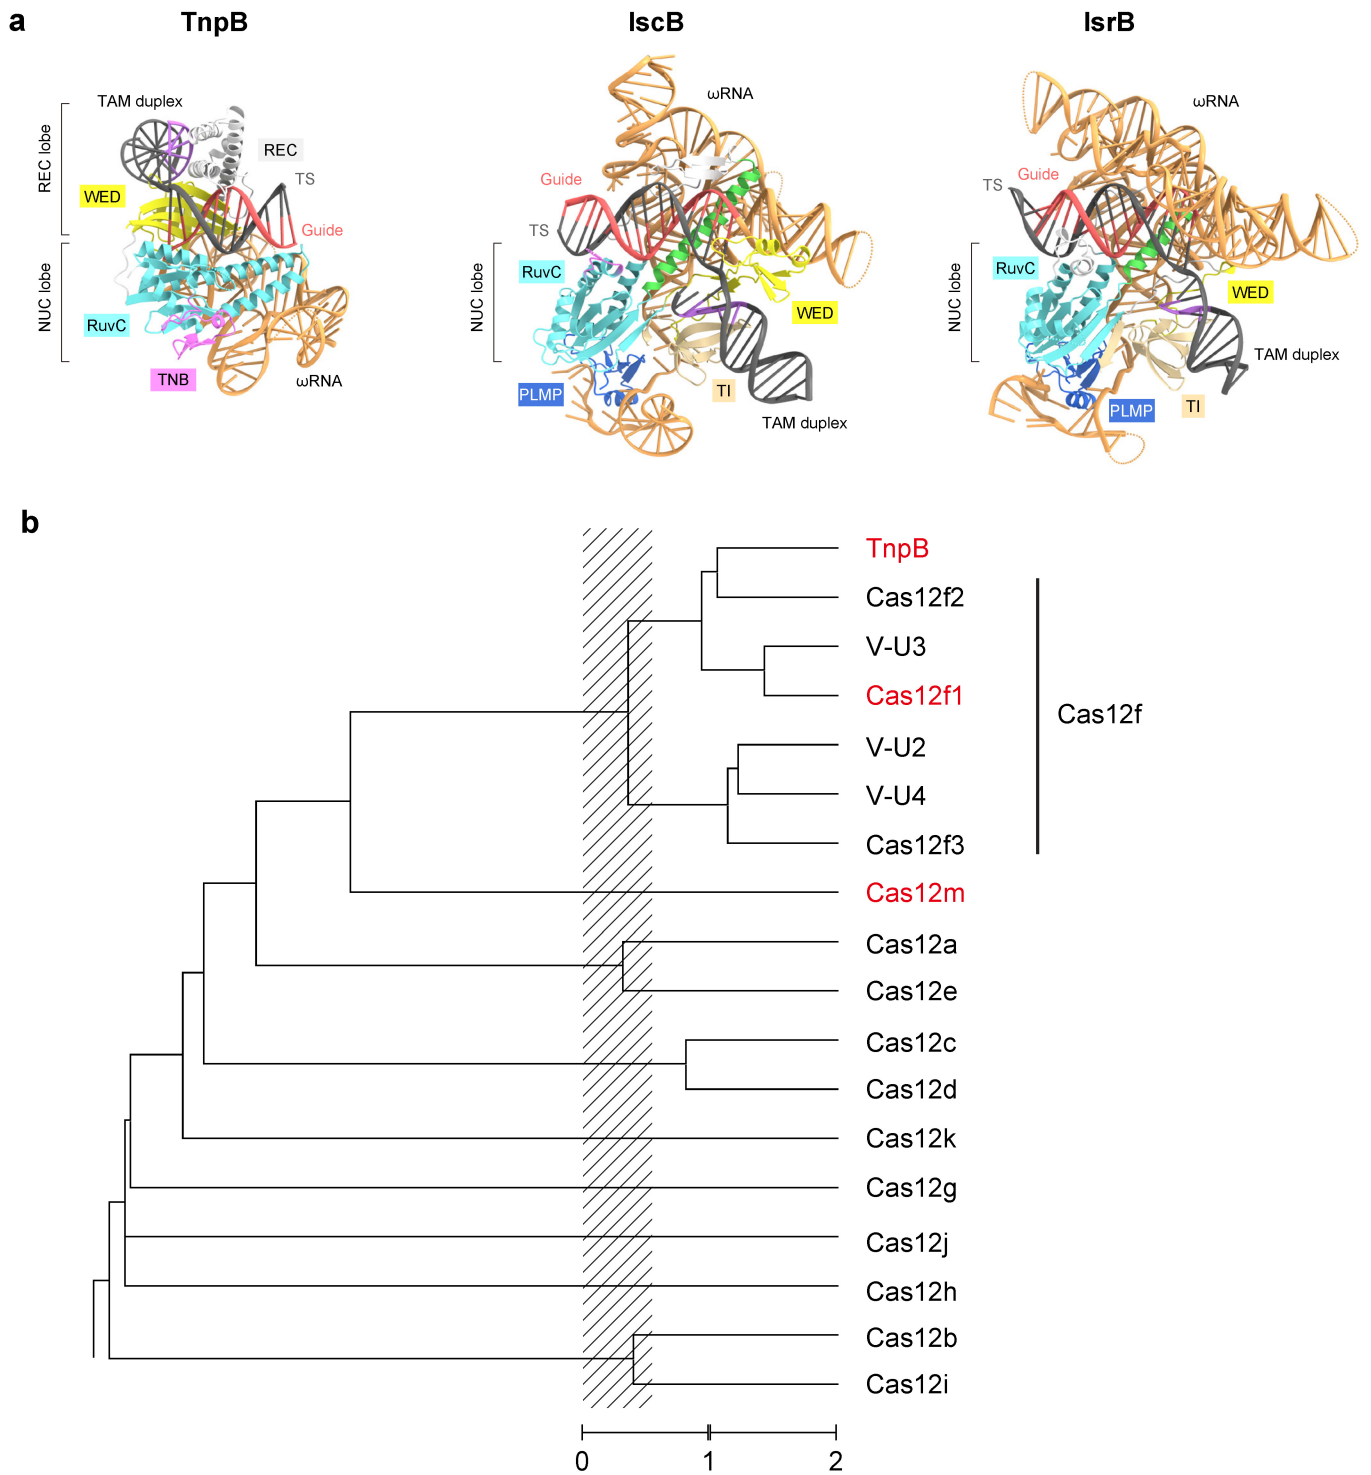 a
TnpB
IscB
IsrB
TAM duplex
REC lobe
REC
TS
WED
Guide
NUC lobe
RuvC
TNB
ωRNA
ωRNA
Guide
TS
RuvC
NUC lobe
WED
PLMP
TI
TAM duplex
ωRNA
TS
Guide
RuvC
NUC lobe
WED
TAM duplex
PLMP
TI
b
TnpB
Cas12f2
V-U3
Cas12f1
Cas12f
V-U2
V-U4
Cas12f3
Cas12m
Cas12a
Cas12e
Cas12c
Cas12d
Cas12k
Cas12g
Cas12j
Cas12h
Cas12b
Cas12i
0 1 2